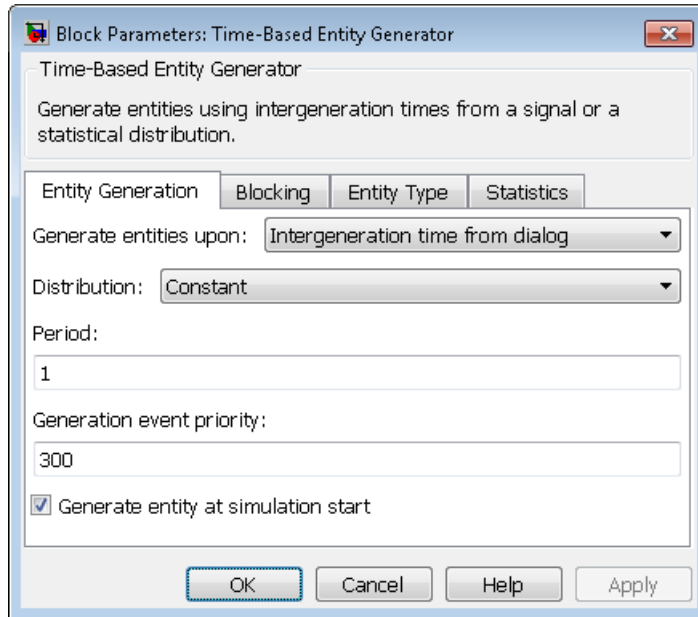 Block Parameters: Time-Based Entity Generator
Time-Based Entity Generator
Generate entities using intergeneration times from a signal or a
statistical distribution.
Entity Generation Blocking Entity Type Statistics
Generate entities upon: Intergeneration time from dialog
Distribution: Constant
Period:
1
Generation event priority:
300
Generate entity at simulation start
OK Cancel Help Apply